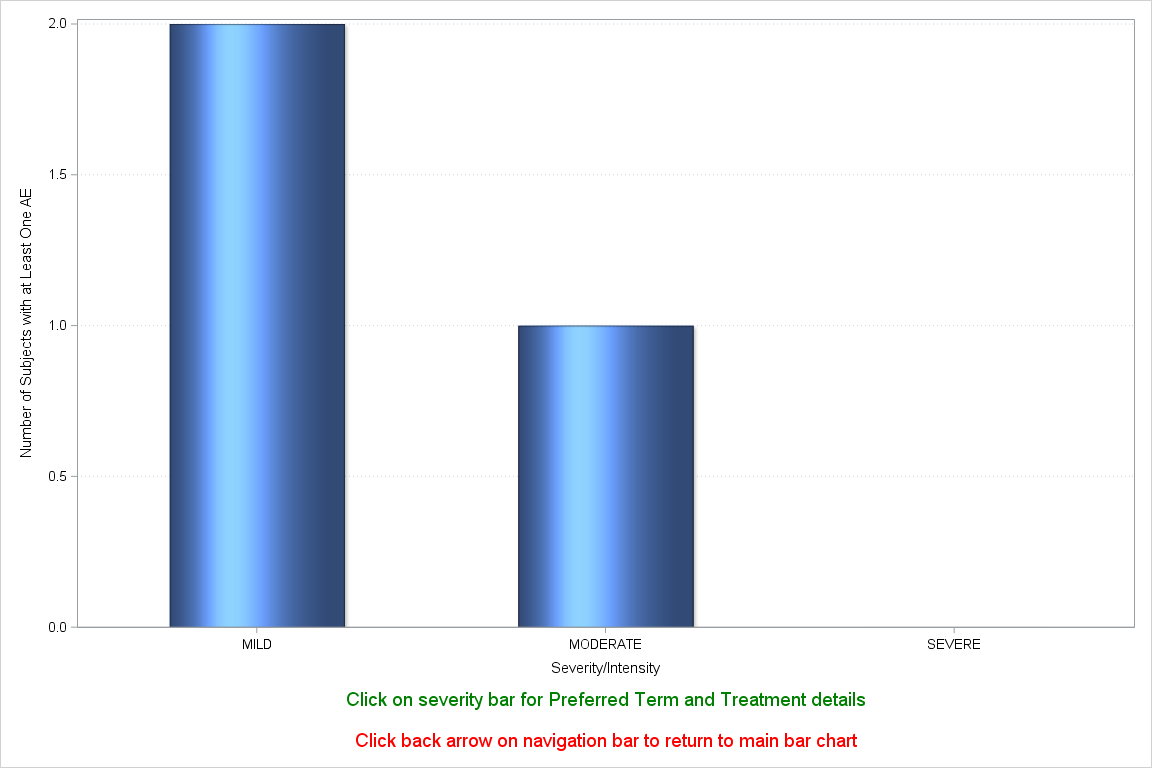 2.0
1.5
1.0
0.5
0.0
Number of Subjects with at Least One AE
MILD
MODERATE
SEVERE
Severity/Intensity
Click on severity bar for Preferred Term and Treatment details
Click back arrow on navigation bar to return to main bar chart